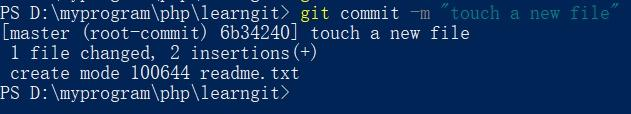 PS D:\myprogram\php\learngit> git commit -m "touch a new file"
[master (root-commit) 6b34240] touch a new file
 1 file changed, 2 insertions(+)
 create mode 100644 readme.txt
PS D:\myprogram\php\learngit>